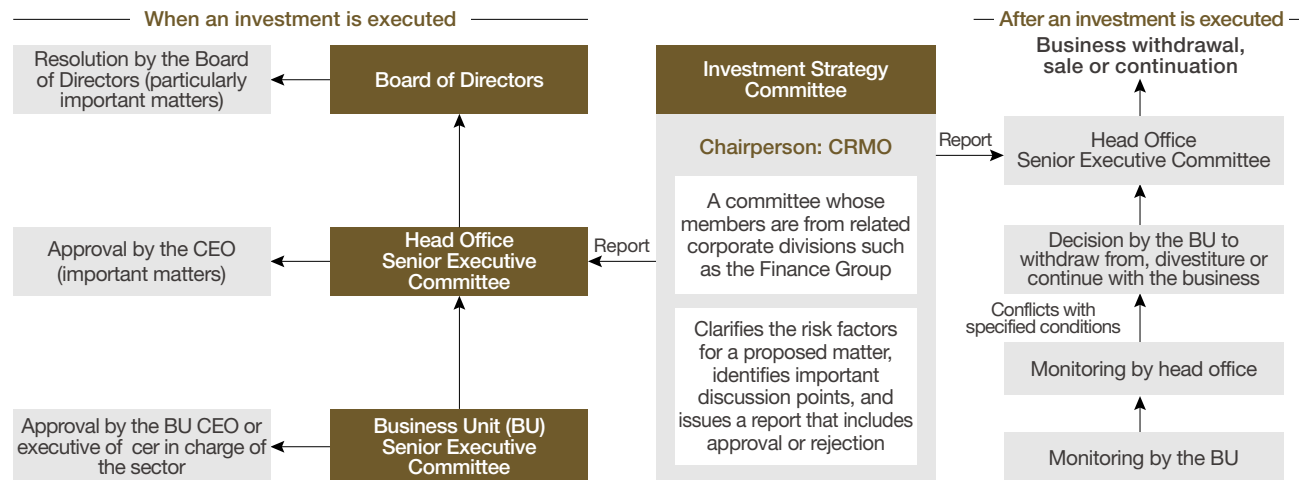 When an investment is executed
Resolution by the Board
of Directors (particularly
important matters)
Board of Directors
Approval by the CEO
(important matters)
Head Office
Senior Executive
Committee
Approval by the BU CEO or
executive of cer in charge of
the sector
Business Unit (BU)
Senior Executive
Committee
Report
Investment Strategy
Committee
Chairperson: CRMO
A committee whose
members are from related
corporate divisions such
as the Finance Group
Clarifies the risk factors
for a proposed matter,
identifies important
discussion points, and
issues a report that includes
approval or rejection
Report
After an investment is executed
Business withdrawal,
sale or continuation
Head Office
Senior Executive Committee
Decision by the BU to
withdraw from, divestiture or
continue with the business
Conflicts with
specified conditions
Monitoring by head office
Monitoring by the BU